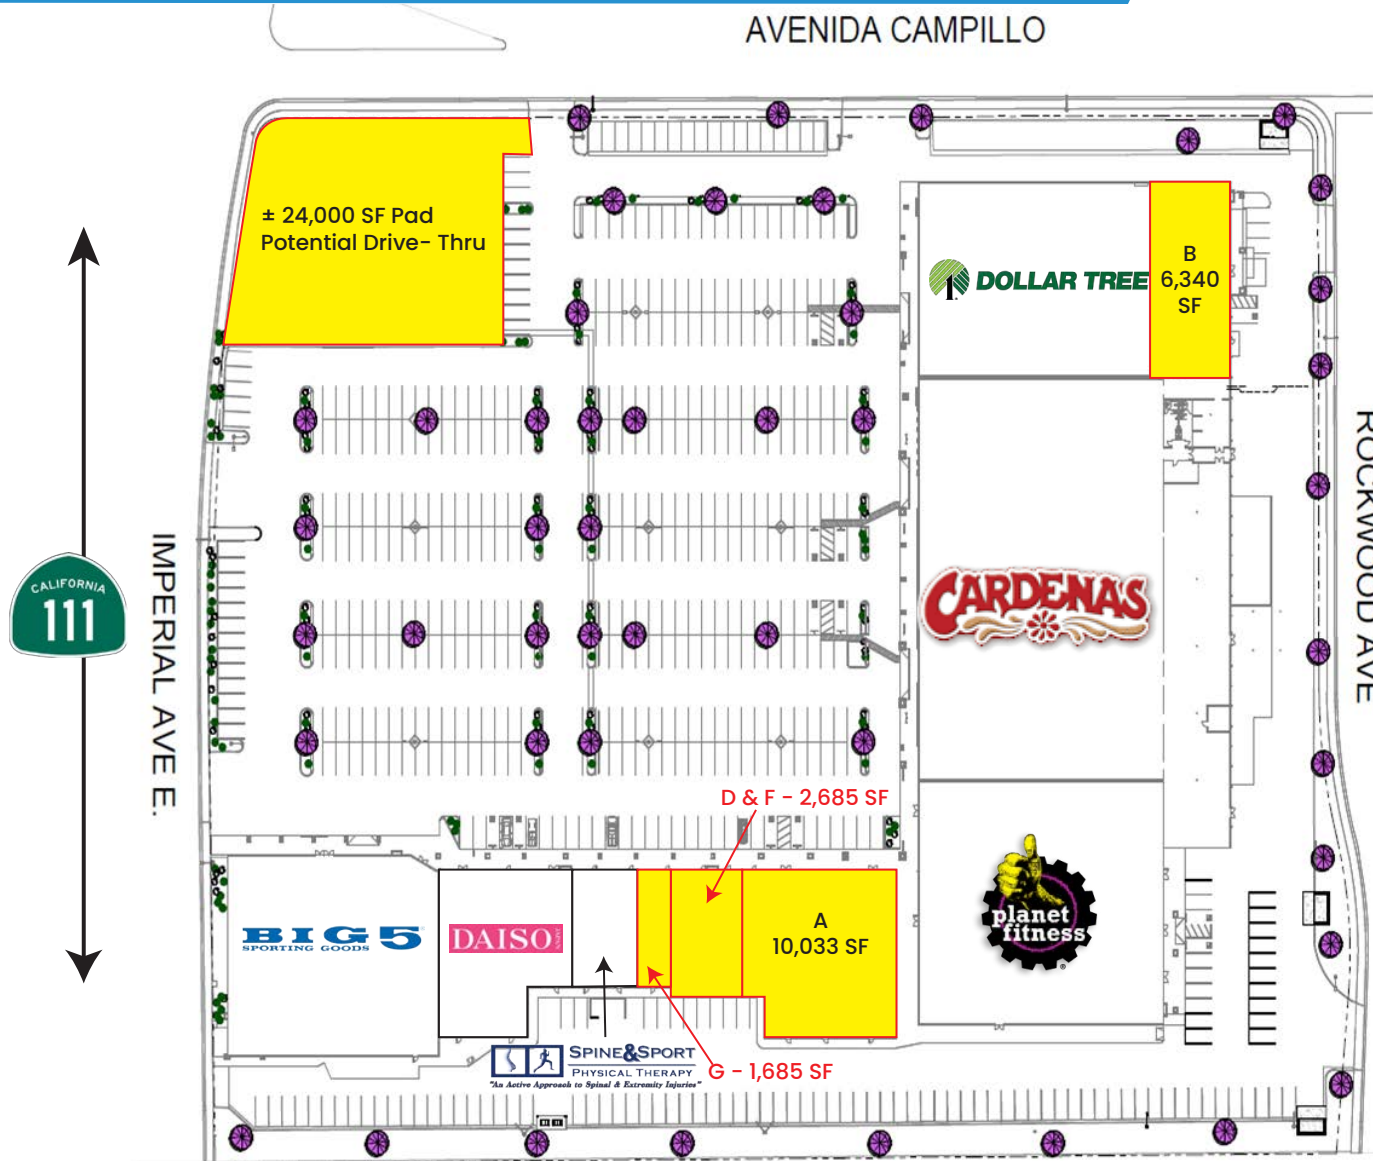 AVENIDA CAMPILLO
± 24,000 SF Pad
Potential Drive- Thru
DOLLAR TREE
B
6,340
SF
CALIFORNIA
111
IMPERIAL AVE E.
ROCKWOOD AVE
CARDENAS
D & F - 2,685 SF
planet
fitness
BIG 5
SPORTING GOODS
DAISO
JAPAN
A
10,033 SF
SPINE&SPORT
PHYSICAL THERAPY
"An Active Approach to Spinal & Extremity Injuries"
G - 1,685 SF